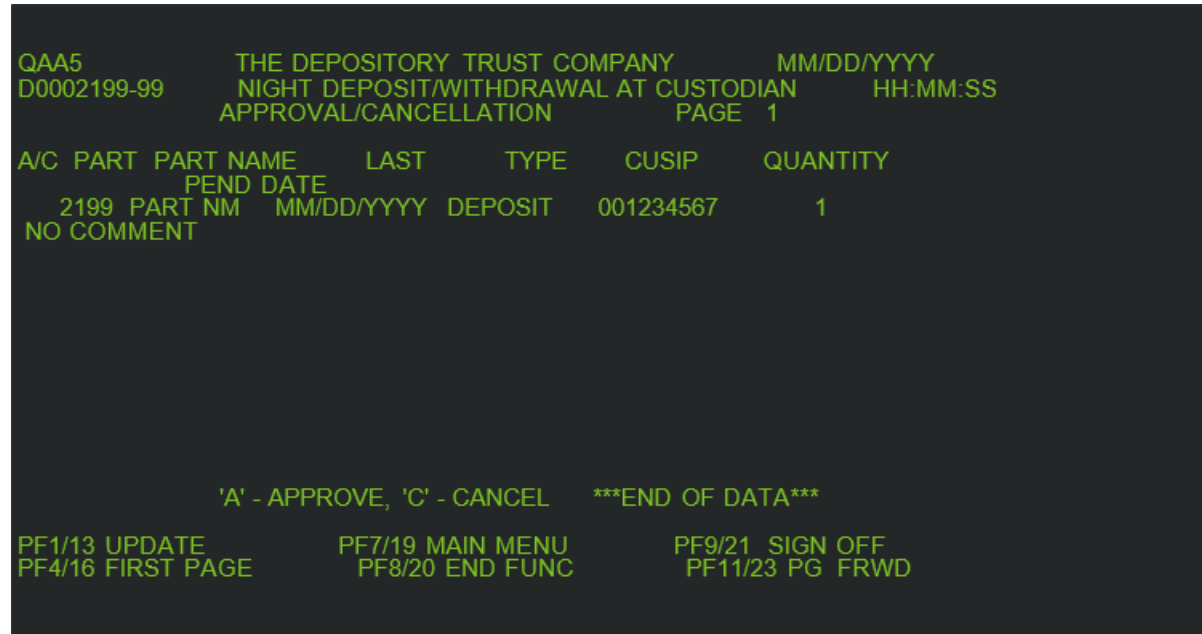 QAA5 THE DEPOSITORY TRUST COMPANY MM/DD/YYYY
D0002199-99 NIGHT DEPOSIT/WITHDRAWAL AT CUSTODIAN HH:MM:SS
APPROVAL/CANCELLATION PAGE 1
A/C PART PART NAME LAST TYPE CUSIP QUANTITY
PEND DATE
2199 PART NM MM/DD/YYYY DEPOSIT 001234567 1
NO COMMENT
'A' - APPROVE, 'C' - CANCEL ***END OF DATA***
PF1/13 UPDATE PF7/19 MAIN MENU PF9/21 SIGN OFF
PF4/16 FIRST PAGE PF8/20 END FUNC PF11/23 PG FRWD